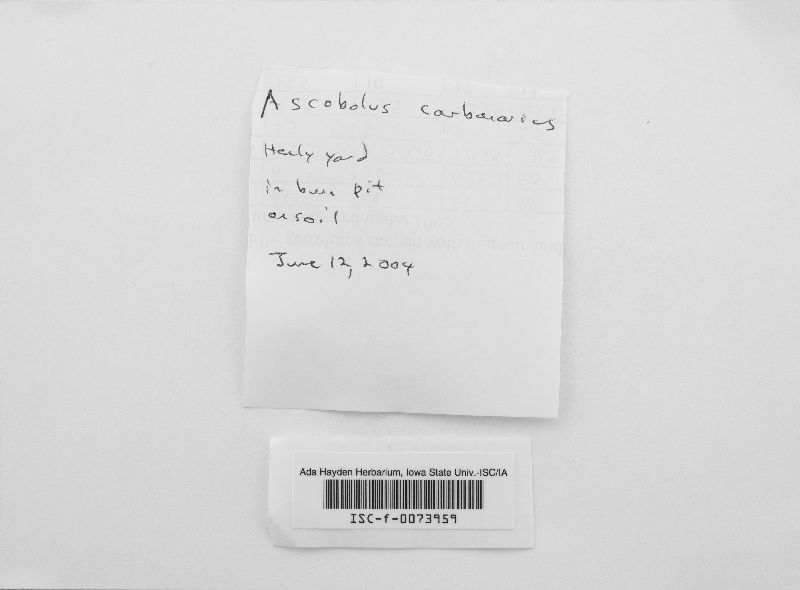 Ascobolus carbonarius
Healy yard
in burn pit
on soil
June 12, 2004
Ada Hayden Herbarium, Iowa State Univ.-ISC/IA
ISC-f-0073959